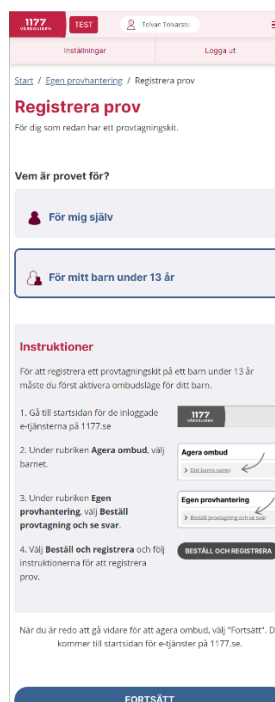 1177
VÅRDGUIDEN
TEST
Tolvan Tolvarsson
Inställningar
Logga ut
Start / Egen provhantering / Registrera prov
Registrera prov
För dig som redan har ett provtagningskit.
Vem är provet för?
För mig själv
För mitt barn under 13 år
Instruktioner
För att registrera ett provtagningskit på ett barn under 13 år
måste du först aktivera ombudsläge för ditt barn.
1. Gå till startsidan för de inloggade
e-tjänsterna på 1177.se
1177
VÅRDGUIDEN
2. Under rubriken Agera ombud, välj
barnet.
Agera ombud
> Ditt barns namn
3. Under rubriken Egen
provhantering, välj Beställ
provtagning och se svar.
Egen provhantering
> Beställ provtagning och se svar
4. Välj Beställ och registrera och följ
instruktionerna för att registrera
prov.
BESTÄLL OCH REGISTRERA
När du är redo att gå vidare för att agera ombud, välj "Fortsätt". D
kommer till startsidan för e-tjänster på 1177.se.
FORTSÄTT